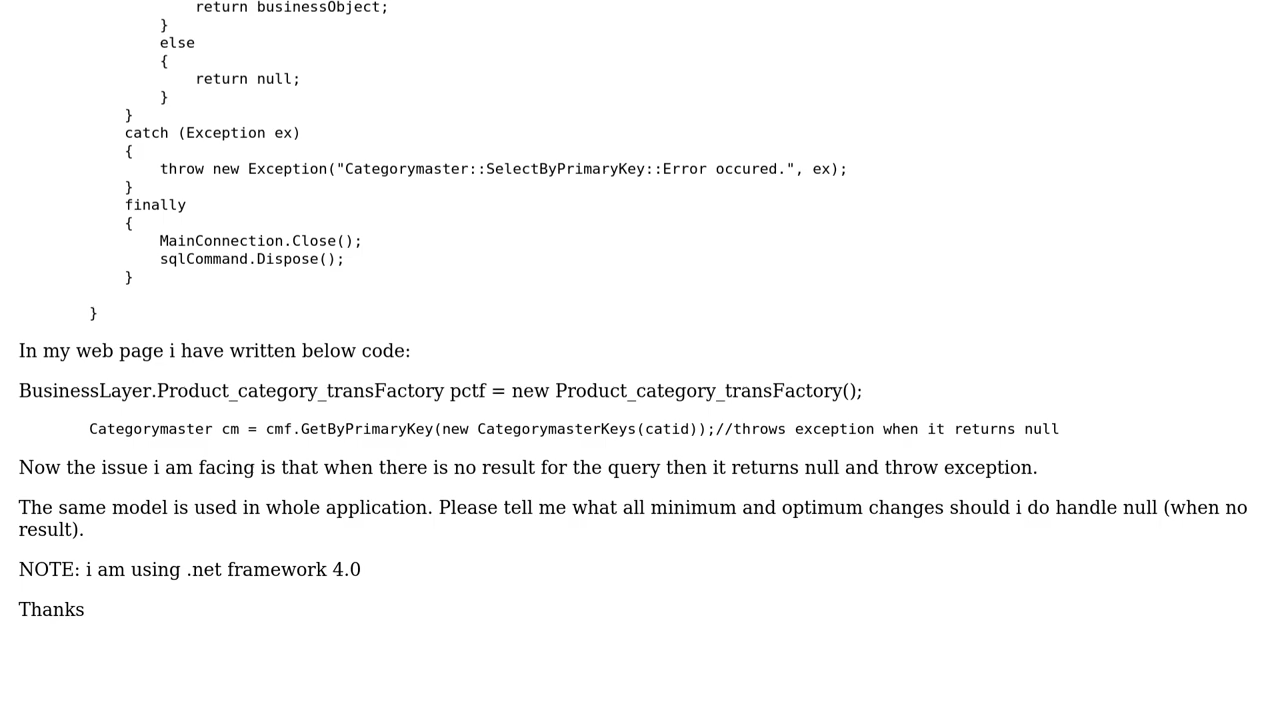 return businessObject;
}
else
{
return null;
}
}
catch (Exception ex)
{
throw new Exception("Categorymaster::SelectByPrimaryKey::Error occured.", ex);
}
finally
{
MainConnection.Close();
sqlCommand.Dispose();
}
}
In my web page i have written below code:
BusinessLayer.Product_category_transFactory pctf = new Product_category_transFactory();
Categorymaster cm = cmf.GetByPrimaryKey(new CategorymasterKeys(catid));//throws exception when it returns null
Now the issue i am facing is that when there is no result for the query then it returns null and throw exception.
The same model is used in whole application. Please tell me what all minimum and optimum changes should i do handle null (when no
result).
NOTE: i am using .net framework 4.0
Thanks